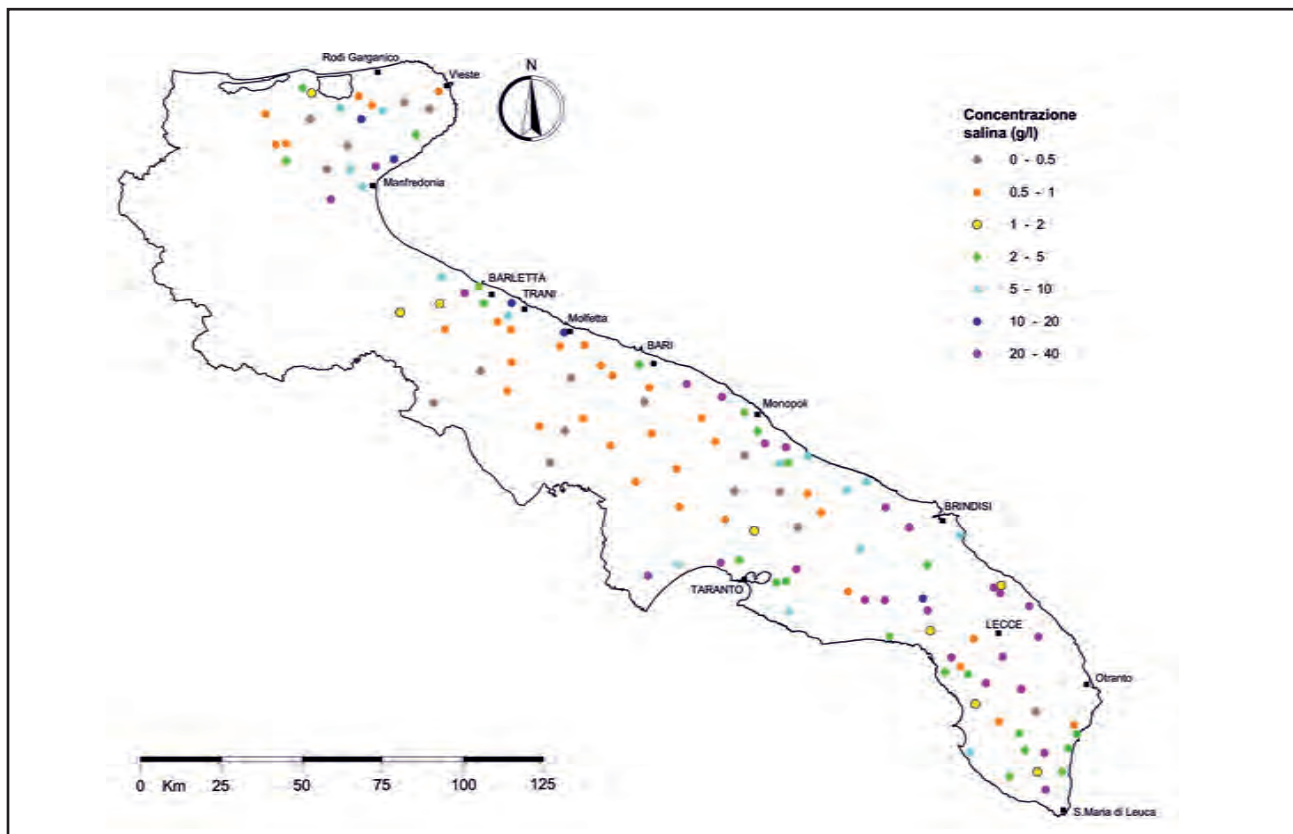 Rodi Garganico
Vieste
N
Concentrazione
salina (g/l)
0 - 0.5
0.5 - 1
1 - 2
2 - 5
5 - 10
10 - 20
20 - 40
Manfredonia
BARLETTA
TRANI
Molfetta
BARI
Monopoli
BRINDISI
TARANTO
LECCE
Otranto
0 Km 25 50 75 100 125
S.Maria di Leuca